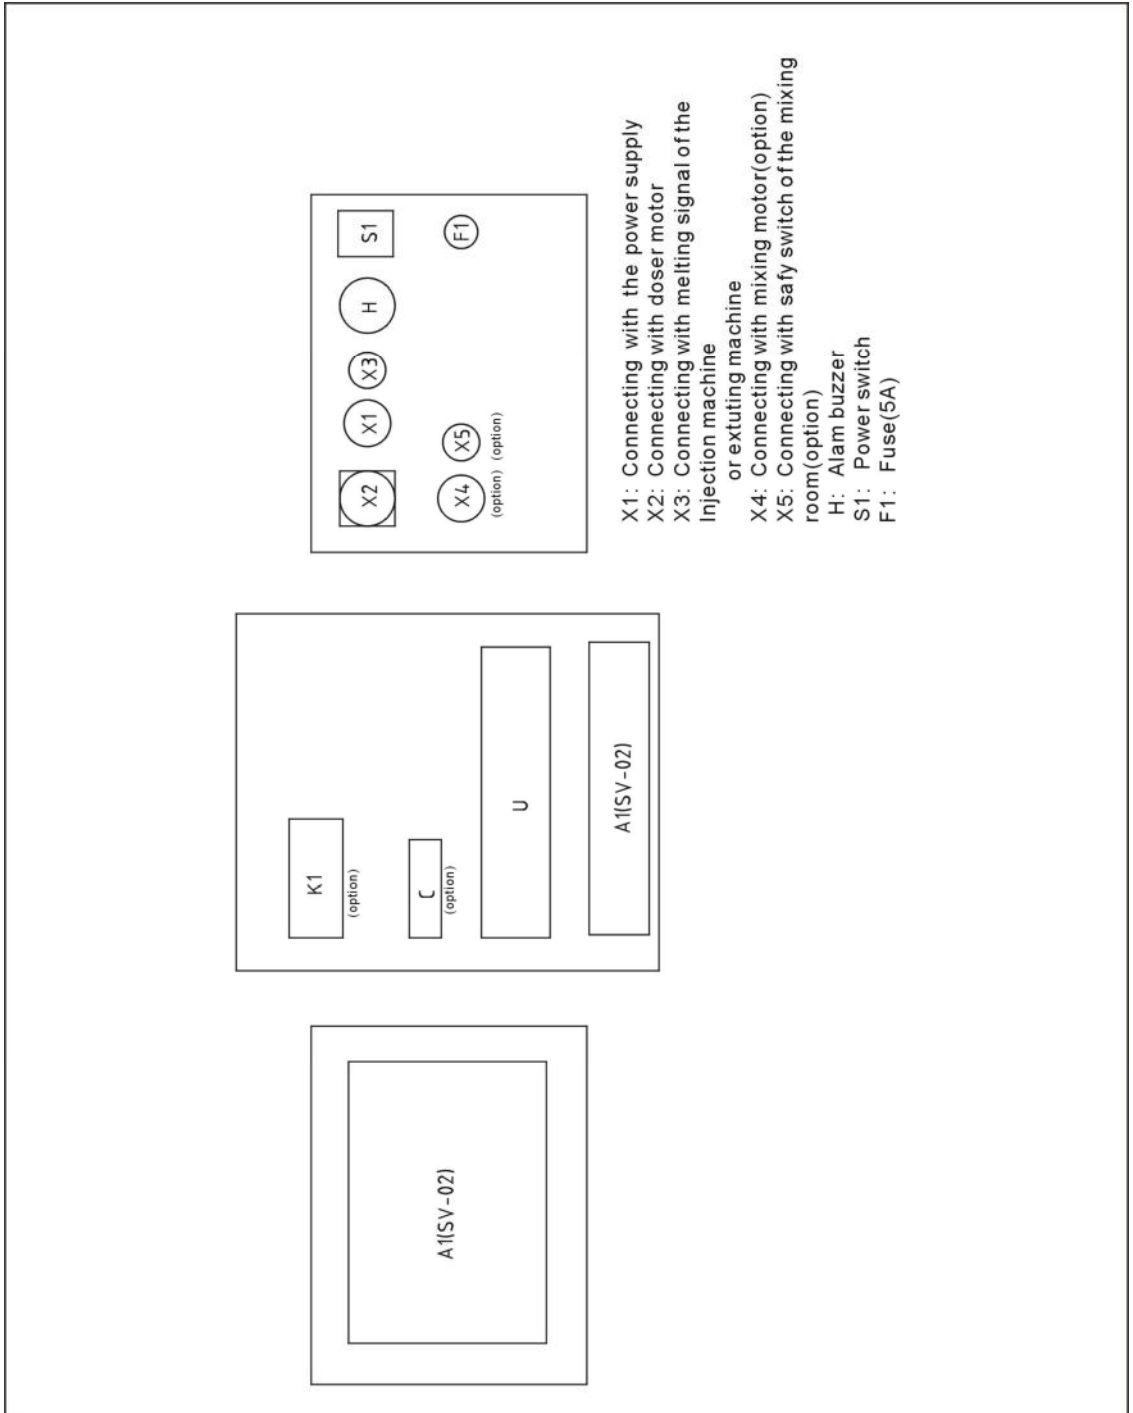 A1(SV-02)
K1
(option)
C
(option)
U
A1(SV-02)
X2
X1
X3
H
S1
X4
(option)
X5
(option)
F1
X1: Connecting with the power supply
X2: Connecting with doser motor
X3: Connecting with melting signal of the
Injection machine
or extuting machine
X4: Connecting with mixing motor(option)
X5: Connecting with safy switch of the mixing
room(option)
H: Alam buzzer
S1: Power switch
F1: Fuse(5A)